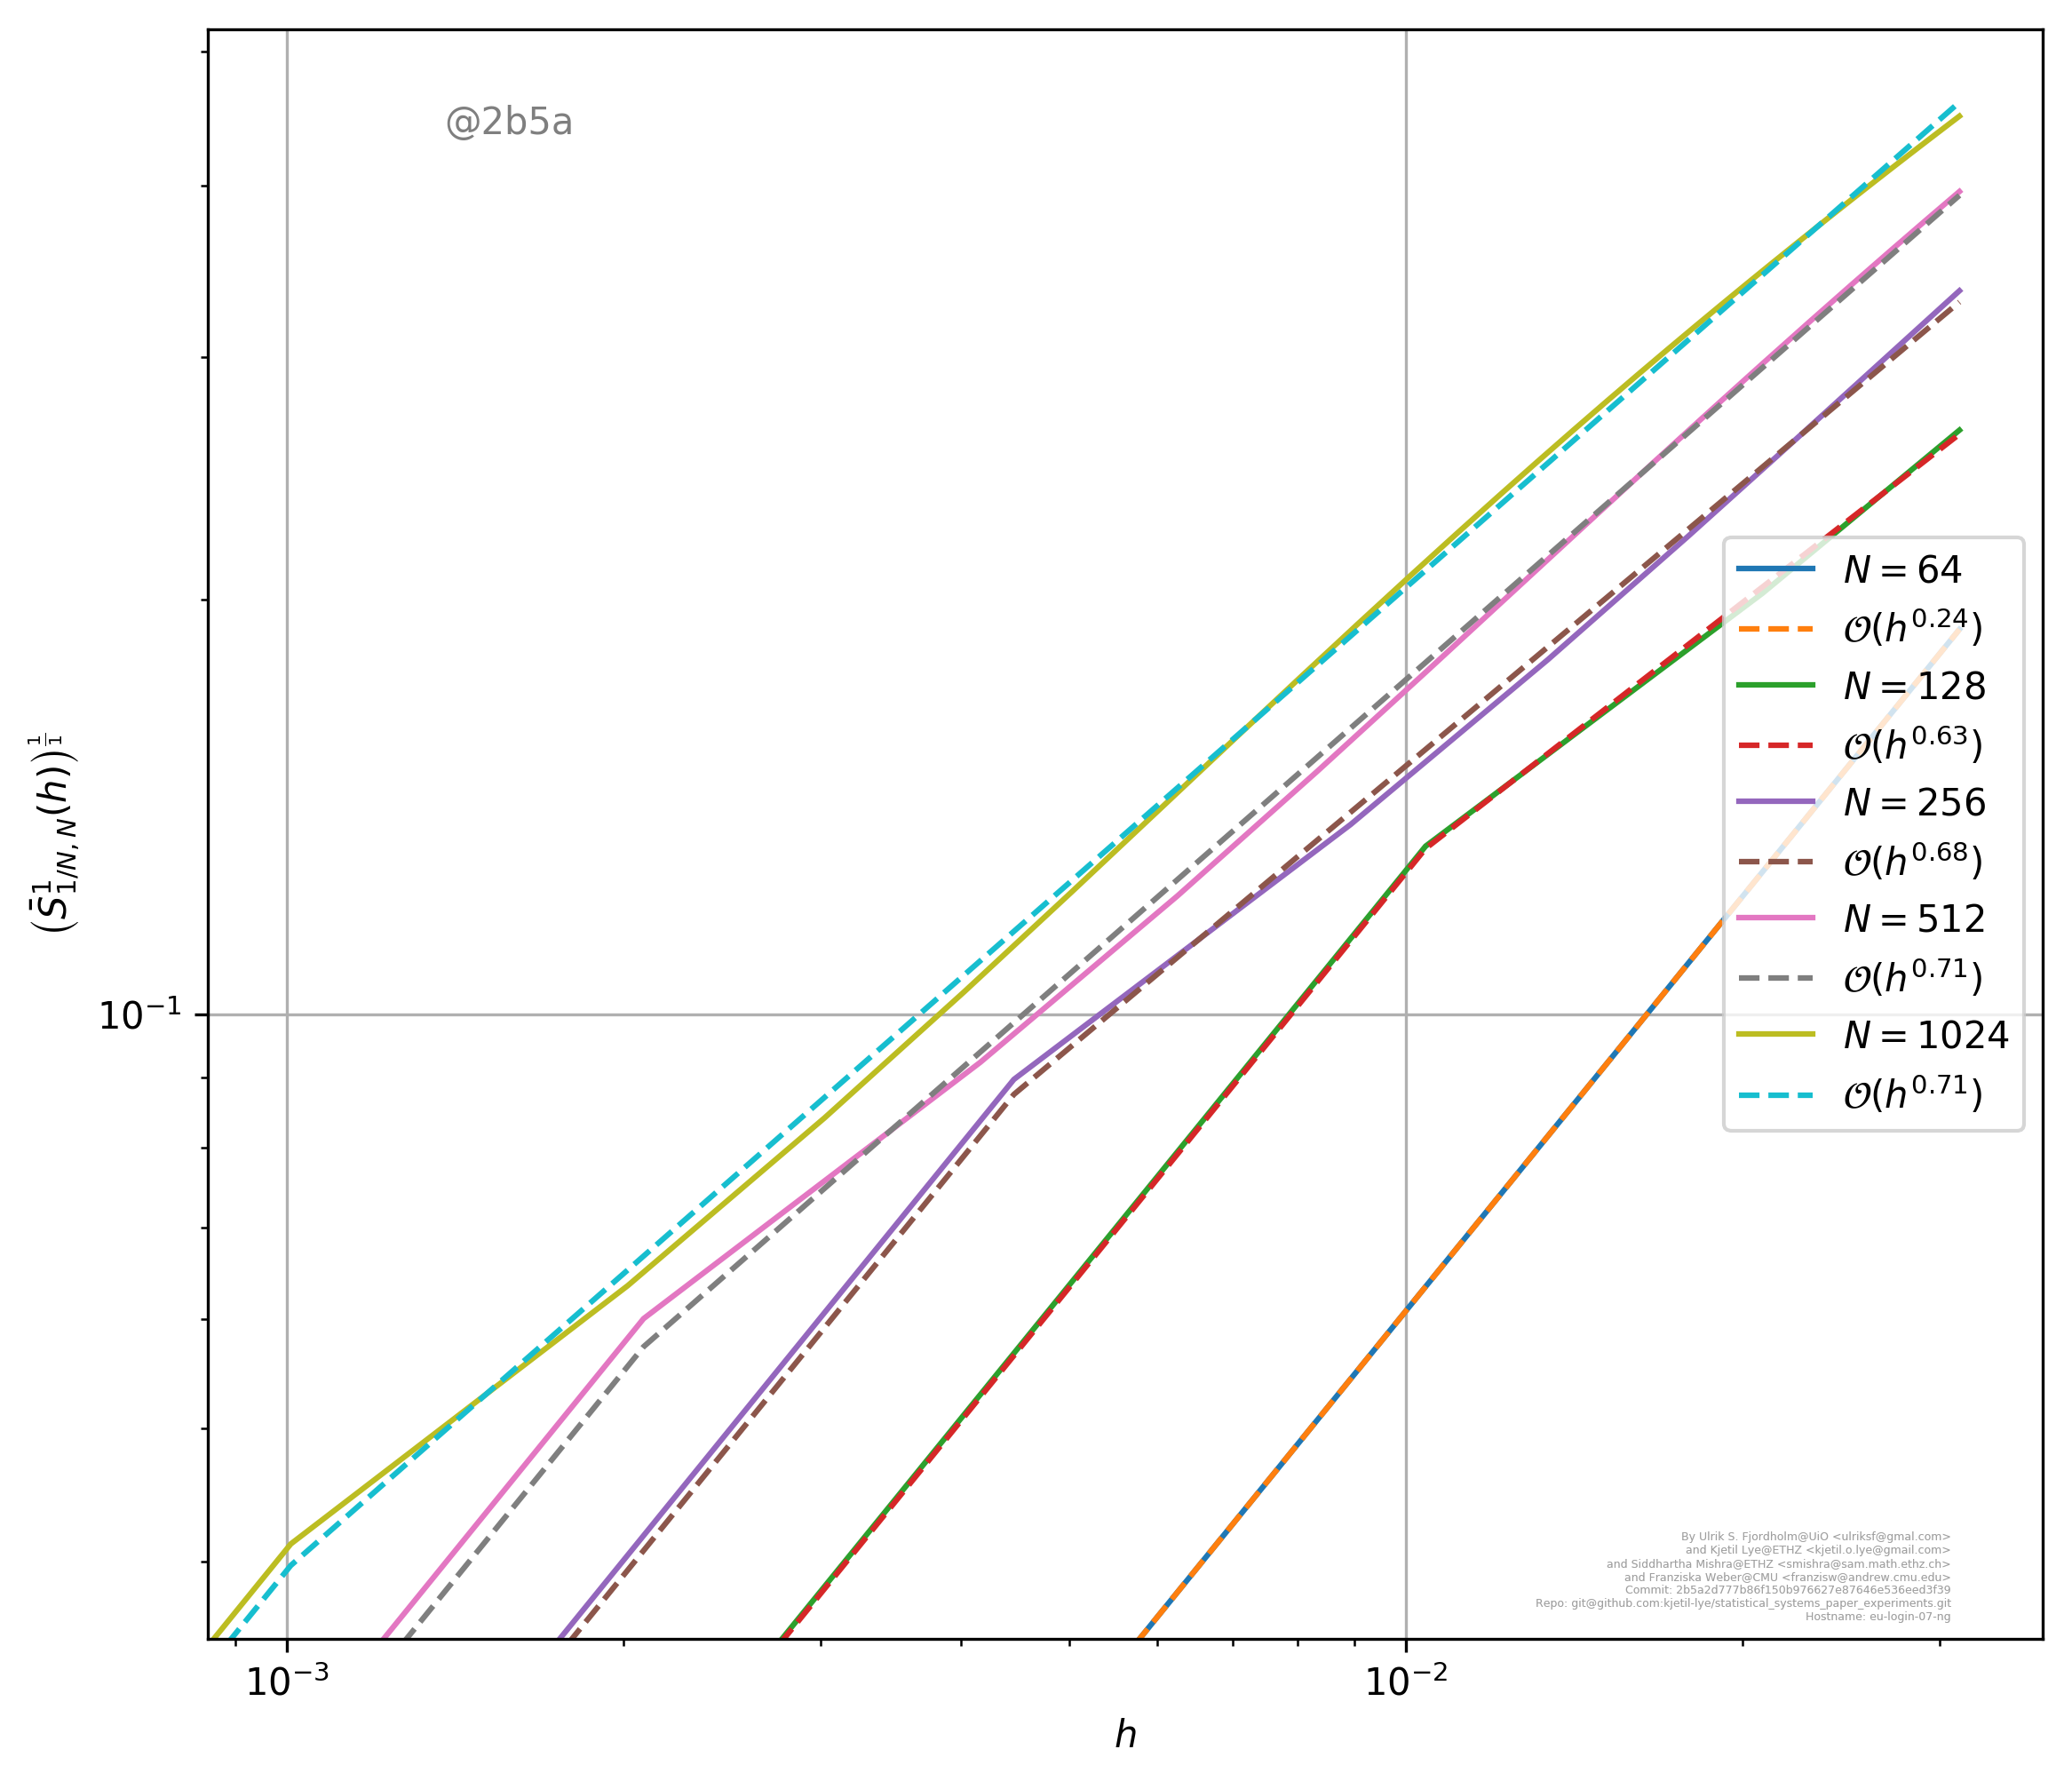 @2b5a
(S̄¹₁/N, N(h))^(1/1)
10⁻¹
N = 64
𝒪(h^0.24)
N = 128
𝒪(h^0.63)
N = 256
𝒪(h^0.68)
N = 512
𝒪(h^0.71)
N = 1024
𝒪(h^0.71)
By Ulrik S. Fjordholm@UiO <ulriksf@gmal.com>
and Kjetil Lye@ETHZ <kjetil.o.lye@gmail.com>
and Siddhartha Mishra@ETHZ <smishra@sam.math.ethz.ch>
and Franziska Weber@CMU <franzisw@andrew.cmu.edu>
Commit: 2b5a2d777b86f150b976627e87646e536eed3f39
Repo: git@github.com:kjetil-lye/statistical_systems_paper_experiments.git
Hostname: eu-login-07-ng
10⁻³ 10⁻²
h